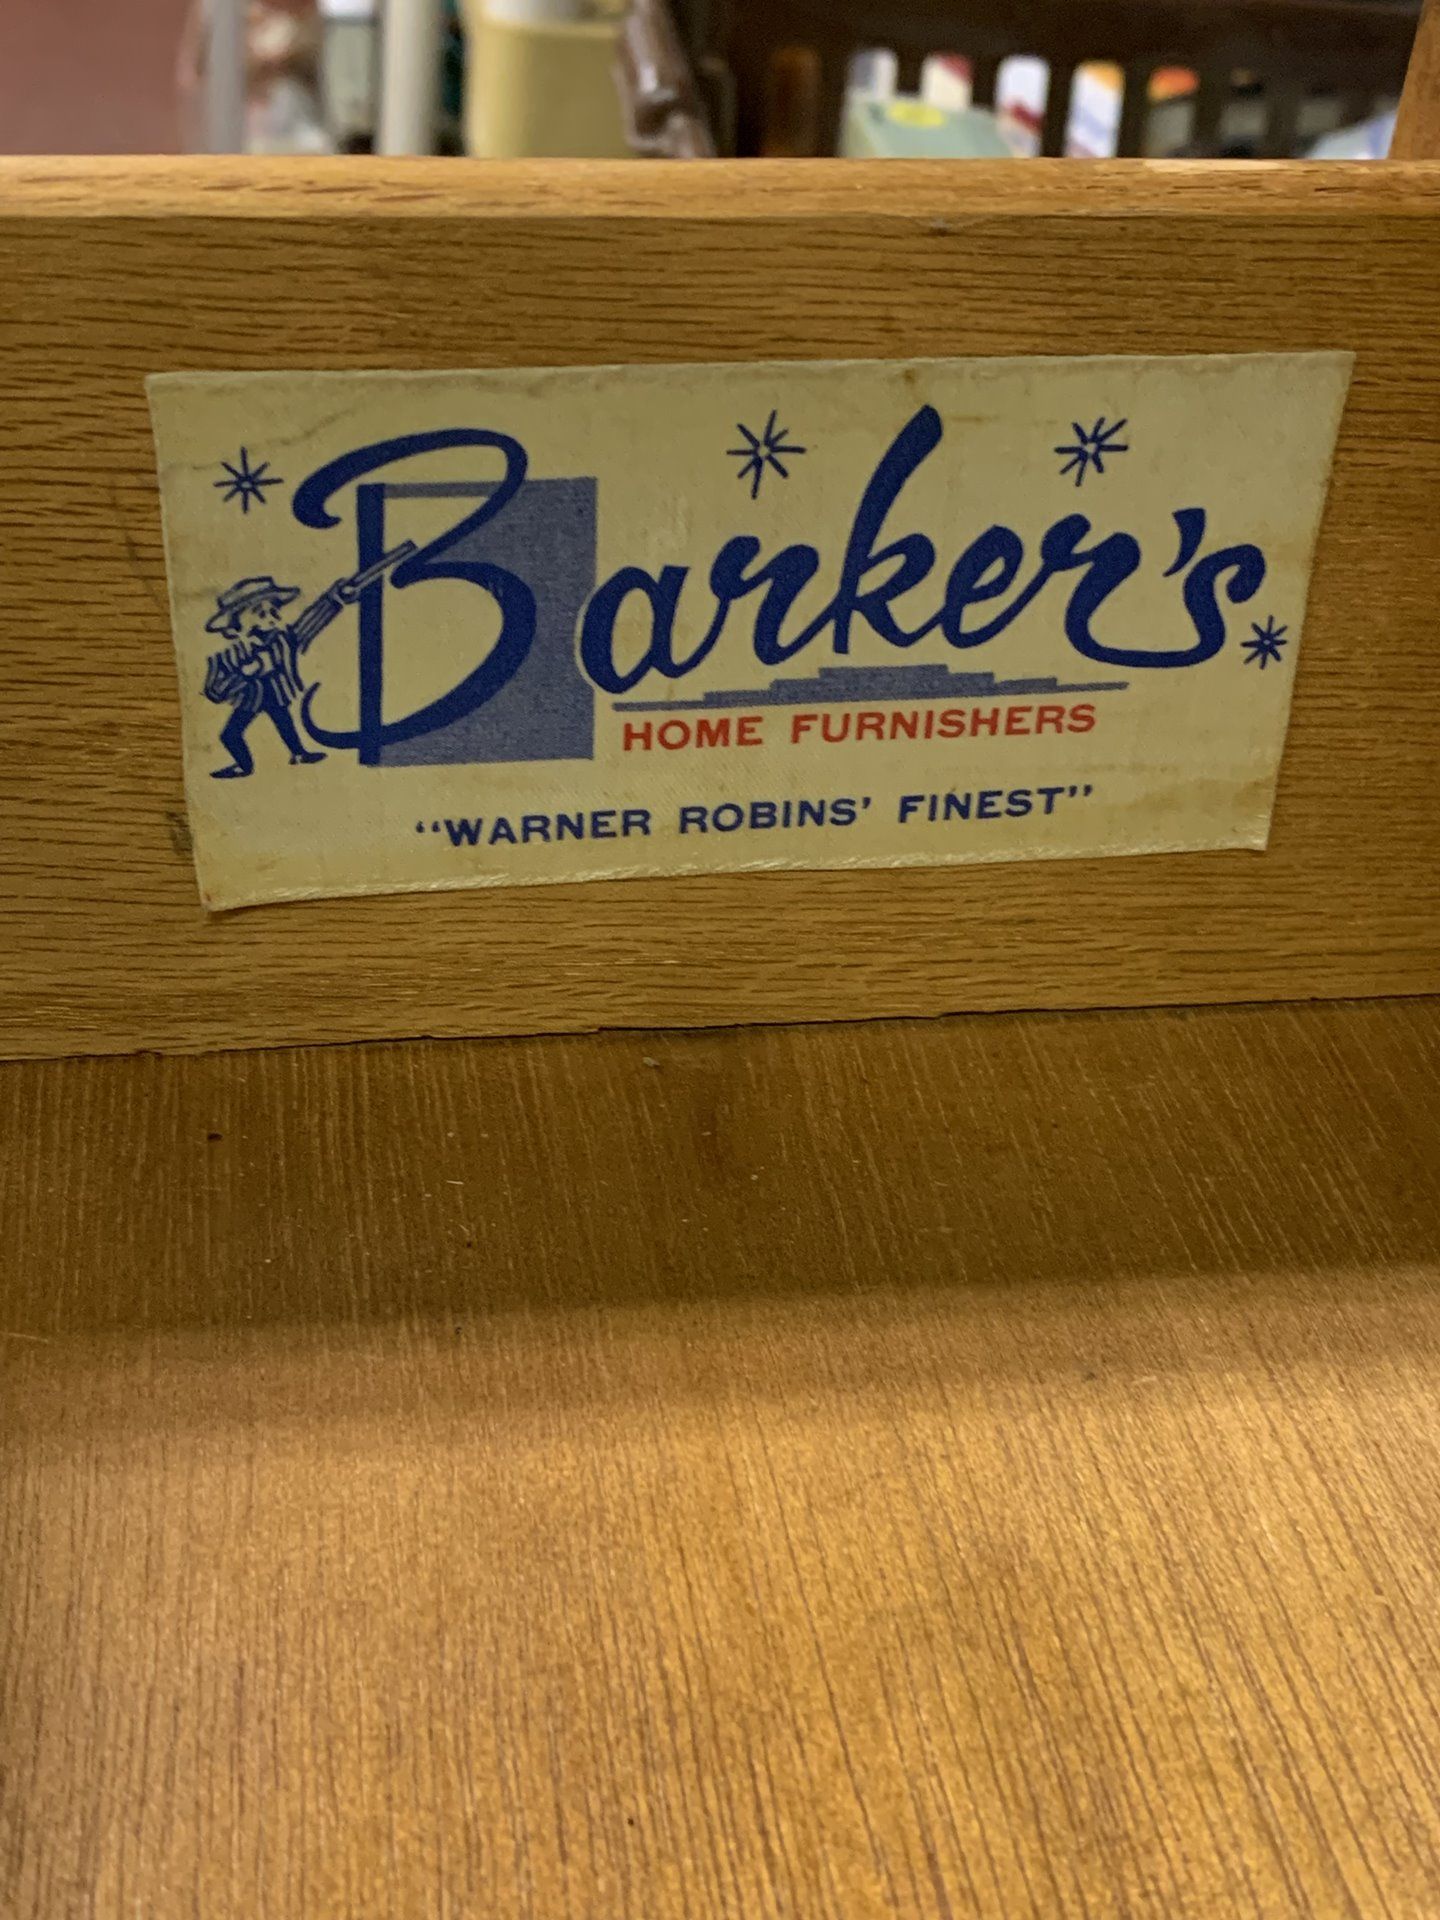 Barker's
HOME FURNISHERS
“WARNER ROBINS’ FINEST”